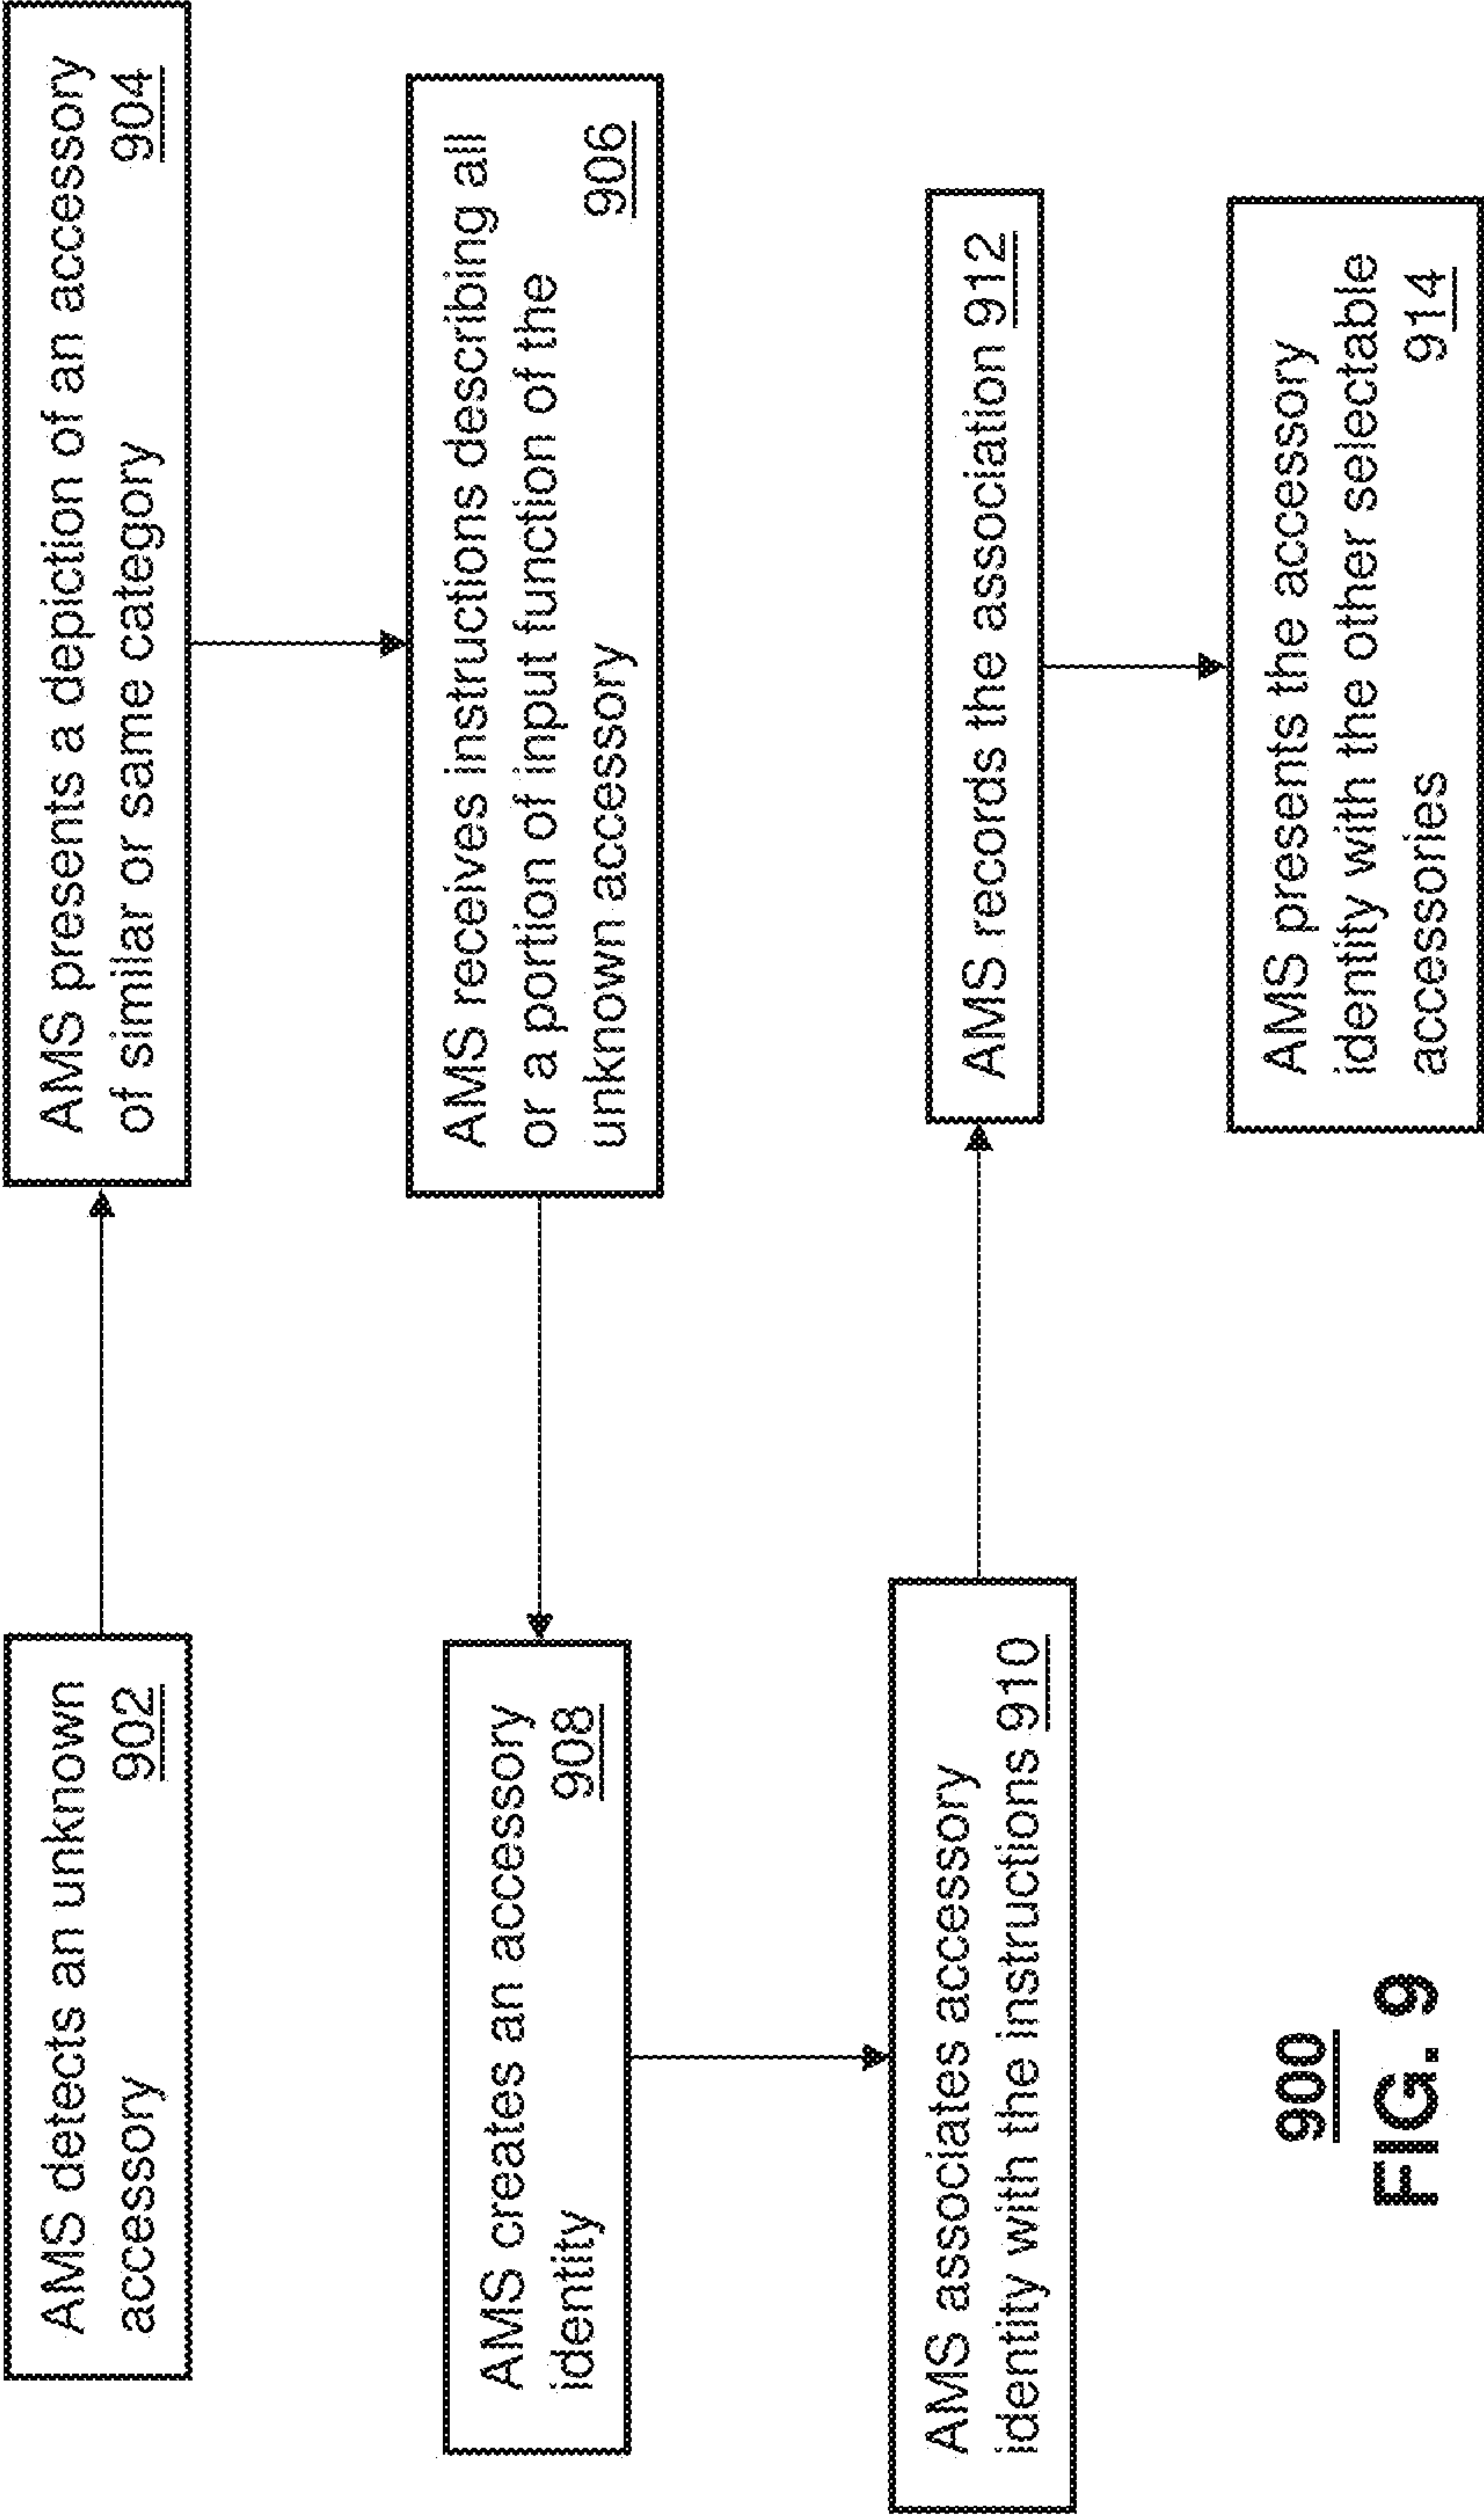 AMS detects an unknown
accessory 902
AMS presents a depiction of an accessory
of similar or same category 904
AMS receives instructions describing all
or a portion of input function of the
unknown accessory 906
AMS creates an accessory
identity 908
AMS associates accessory
identity with the instructions 910
AMS records the association 912
AMS presents the accessory
identity with the other selectable
accessories 914
900
FIG. 9